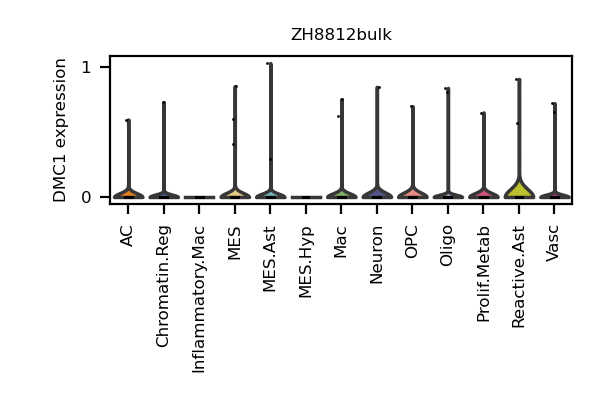 ZH8812bulk
DMC1 expression
1
0
AC
Chromatin.Reg
Inflammatory.Mac
MES
MES.Ast
MES.Hyp
Mac
Neuron
OPC
Oligo
Prolif.Metab
Reactive.Ast
Vasc